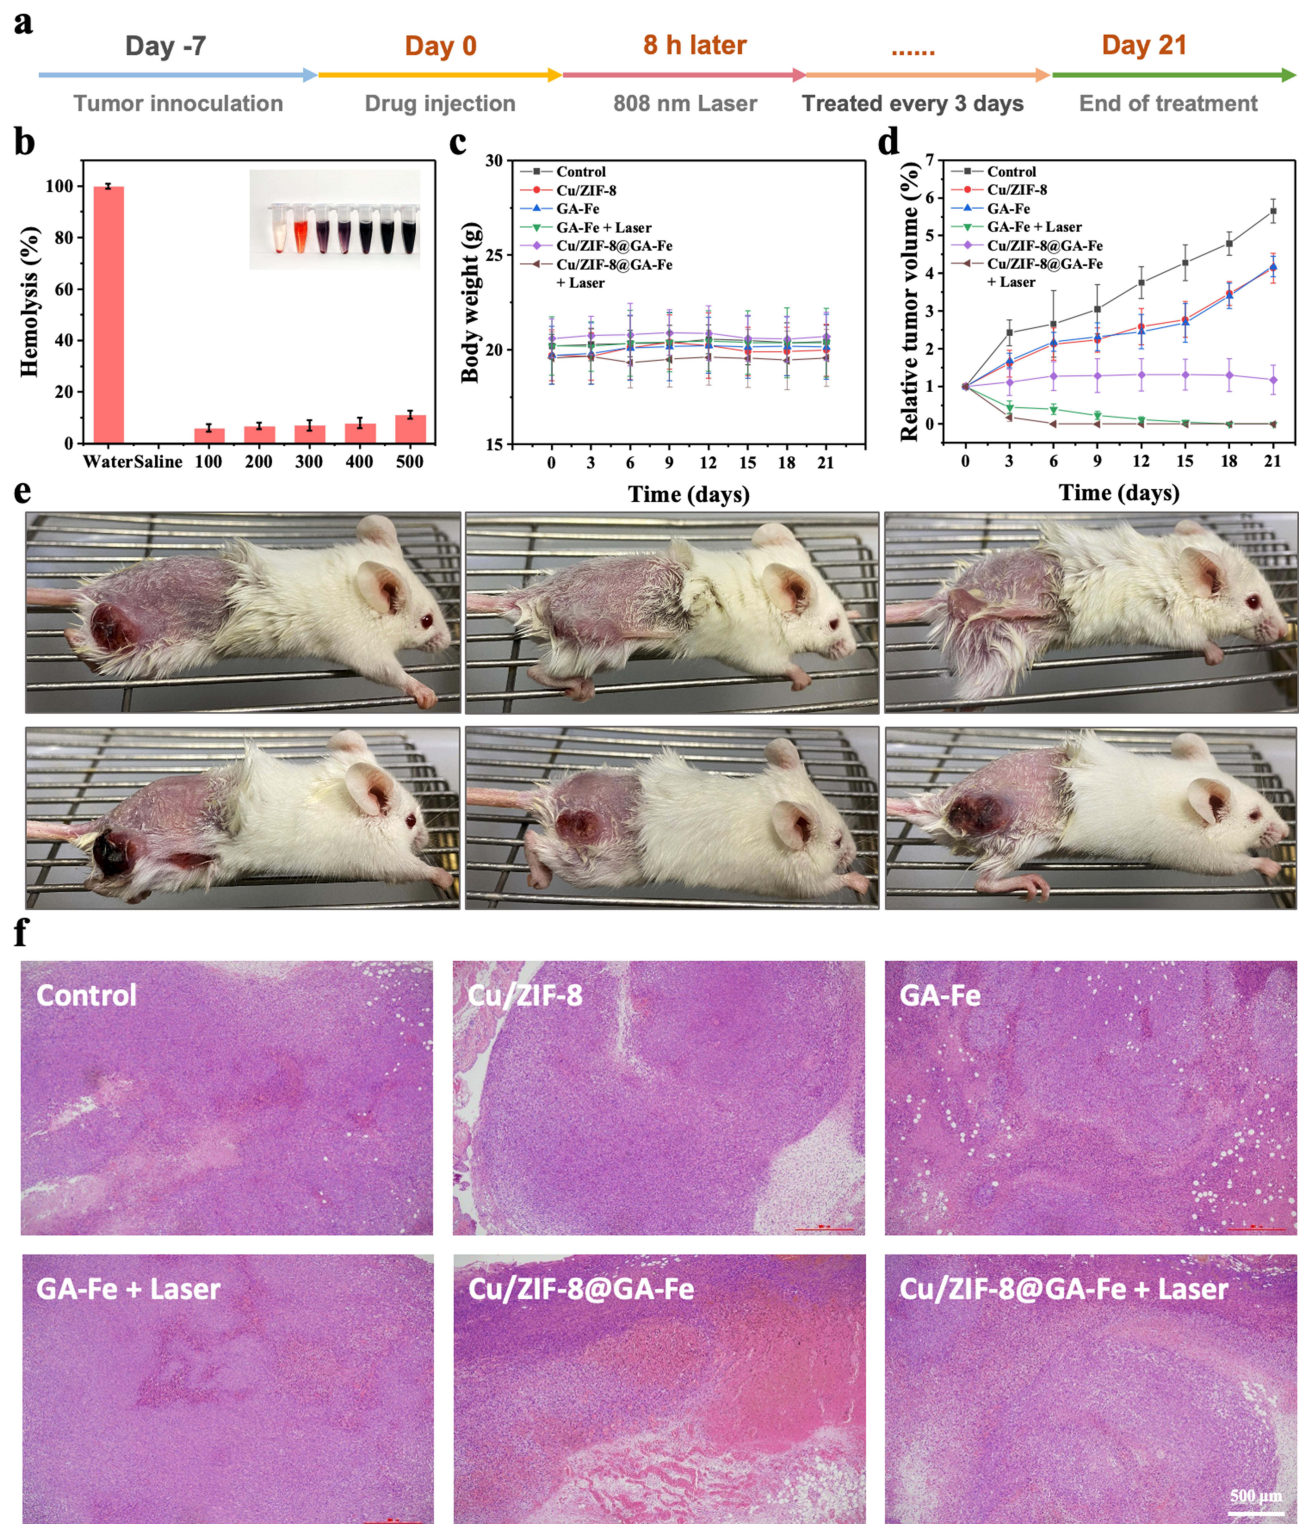 a
Day -7
Day 0
8 h later
......
Day 21
Tumor innoculation
Drug injection
808 nm Laser
Treated every 3 days
End of treatment
b
Hemolysis (%)
100
80
60
40
20
0
Water
Saline
100
200
300
400
500
c
Body weight (g)
30
25
20
15
Control
Cu/ZIF-8
GA-Fe
GA-Fe + Laser
Cu/ZIF-8@GA-Fe
Cu/ZIF-8@GA-Fe
+ Laser
0
3
6
9
12
15
18
21
Time (days)
d
Relative tumor volume (%)
7
6
5
4
3
2
1
0
Control
Cu/ZIF-8
GA-Fe
GA-Fe + Laser
Cu/ZIF-8@GA-Fe
Cu/ZIF-8@GA-Fe
+ Laser
0
3
6
9
12
15
18
21
Time (days)
e
f
Control
Cu/ZIF-8
GA-Fe
GA-Fe + Laser
Cu/ZIF-8@GA-Fe
Cu/ZIF-8@GA-Fe + Laser
500 μm